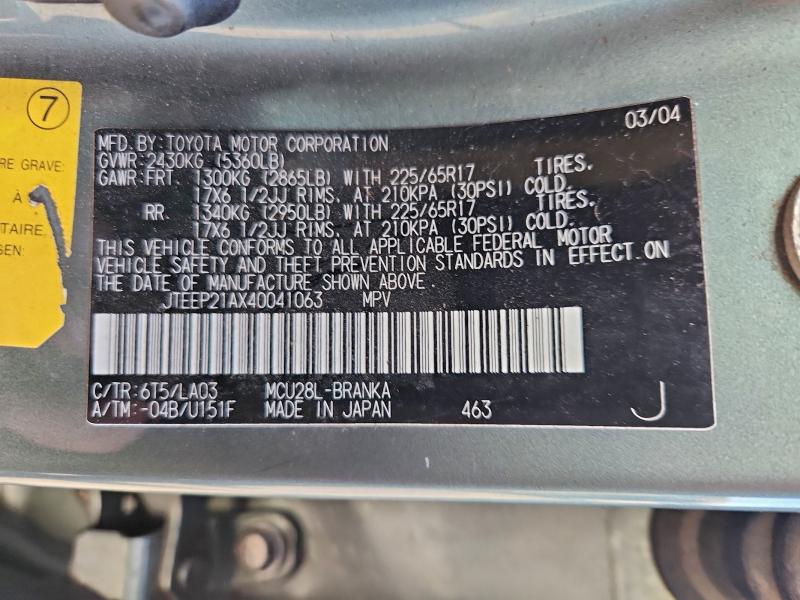 7
RE GRAVE:
À
TAIRE,
GEN:
03/04
MFD.BY:TOYOTA MOTOR CORPORATION
GVWR:2430KG (5360LB)
GAWR:FRT 1300KG (2865LB) WITH 225/65R17 TIRES,
17X6 1/2JJ RIMS, AT 210KPA (30PSI) COLD.
RR 1340KG (2950LB) WITH 225/65R17 TIRES,
17X6 1/2JJ RIMS, AT 210KPA (30PSI) COLD.
THIS VEHICLE CONFORMS TO ALL APPLICABLE FEDERAL MOTOR
VEHICLE SAFETY AND THEFT PREVENTION STANDARDS IN EFFECT ON
THE DATE OF MANUFACTURE SHOWN ABOVE.
JTEEP21AX40041063 MPV
C/TR:6T5/LA03 MCU28L-BRANKA
A/TM:-04B/U151F MADE IN JAPAN 463 J